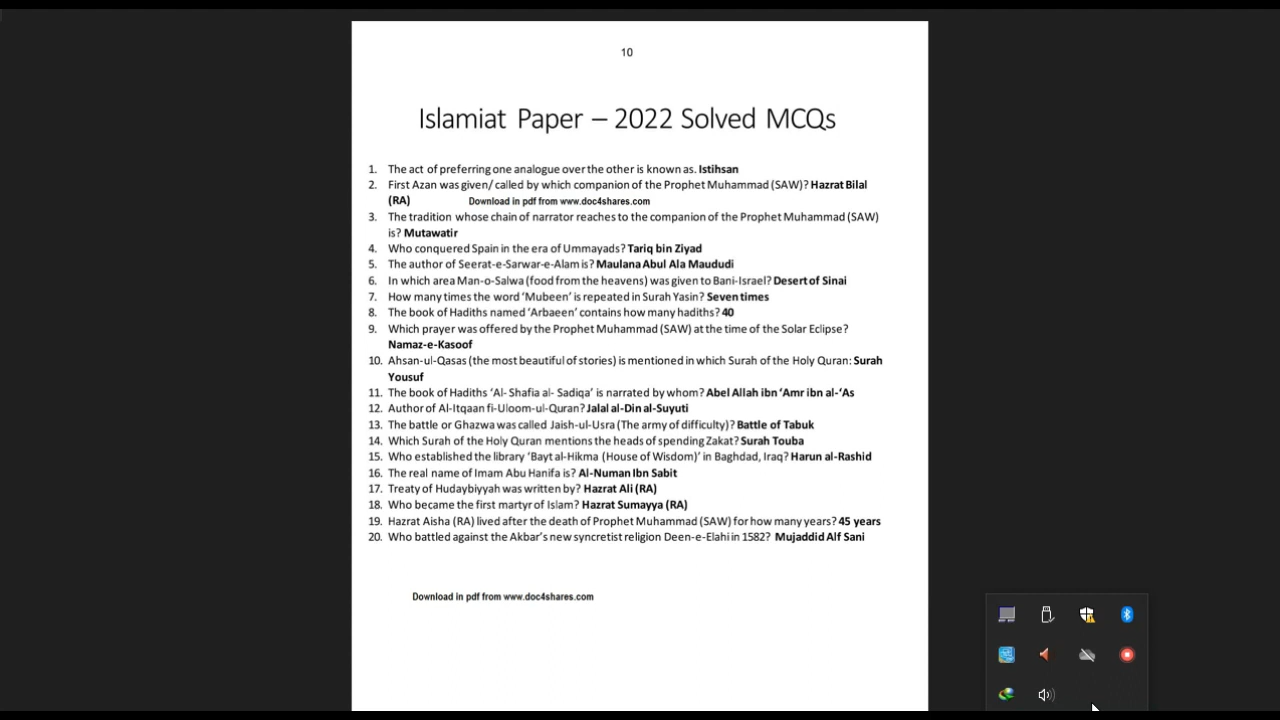 10
Islamiat Paper – 2022 Solved MCQs
1. The act of preferring one analogue over the other is known as. Istihsan
2. First Azan was given/ called by which companion of the Prophet Muhammad (SAW)? Hazrat Bilal
(RA) Download in pdf from www.doc4shares.com
3. The tradition whose chain of narrator reaches to the companion of the Prophet Muhammad (SAW)
is? Mutawatir
4. Who conquered Spain in the era of Ummayads? Tariq bin Ziyad
5. The author of Seerat-e-Sarwar-e-Alam is? Maulana Abul Ala Maududi
6. In which area Man-o-Salwa (food from the heavens) was given to Bani-Israel? Desert of Sinai
7. How many times the word ‘Mubeen’ is repeated in Surah Yasin? Seven times
8. The book of Hadiths named ‘Arbaeen’ contains how many hadiths? 40
9. Which prayer was offered by the Prophet Muhammad (SAW) at the time of the Solar Eclipse?
Namaz-e-Kasoof
10. Ahsan-ul-Qasas (the most beautiful of stories) is mentioned in which Surah of the Holy Quran: Surah
Yousuf
11. The book of Hadiths ‘Al- Shafia al- Sadiqa’ is narrated by whom? Abel Allah ibn ‘Amr ibn al-‘As
12. Author of Al-Itqaan fi-Uloom-ul-Quran? Jalal al-Din al-Suyuti
13. The battle or Ghazwa was called Jaish-ul-Usra (The army of difficulty)? Battle of Tabuk
14. Which Surah of the Holy Quran mentions the heads of spending Zakat? Surah Touba
15. Who established the library ‘Bayt al-Hikma (House of Wisdom)’ in Baghdad, Iraq? Harun al-Rashid
16. The real name of Imam Abu Hanifa is? Al-Numan Ibn Sabit
17. Treaty of Hudaybiyyah was written by? Hazrat Ali (RA)
18. Who became the first martyr of Islam? Hazrat Sumayya (RA)
19. Hazrat Aisha (RA) lived after the death of Prophet Muhammad (SAW) for how many years? 45 years
20. Who battled against the Akbar’s new syncretist religion Deen-e-Elahi in 1582? Mujaddid Alf Sani
Download in pdf from www.doc4shares.com